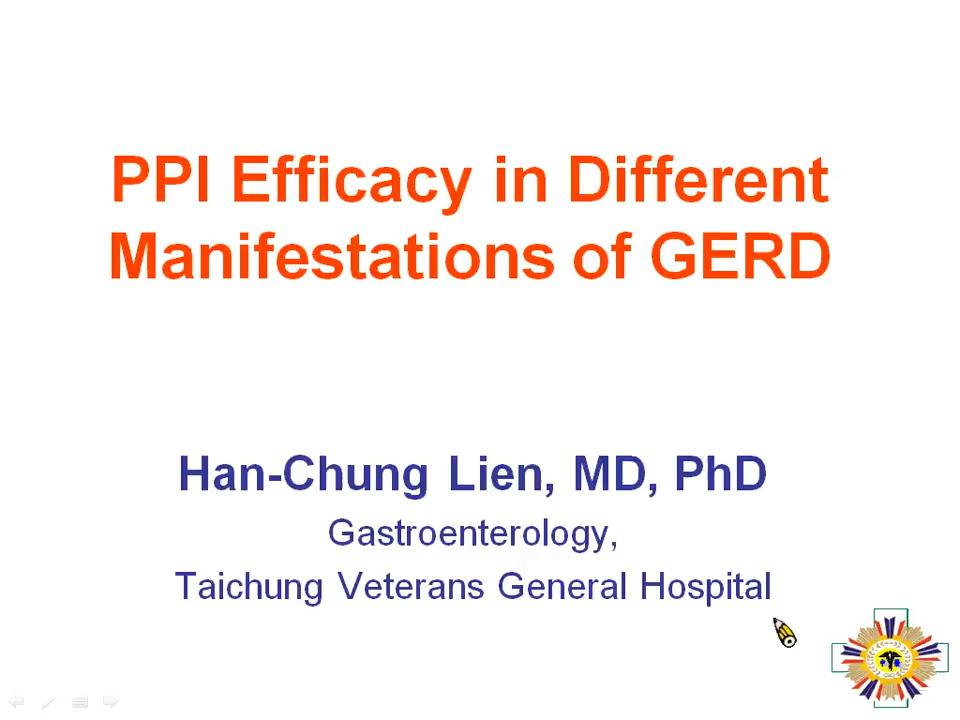 PPI Efficacy in Different
Manifestations of GERD
Han-Chung Lien, MD, PhD
Gastroenterology,
Taichung Veterans General Hospital